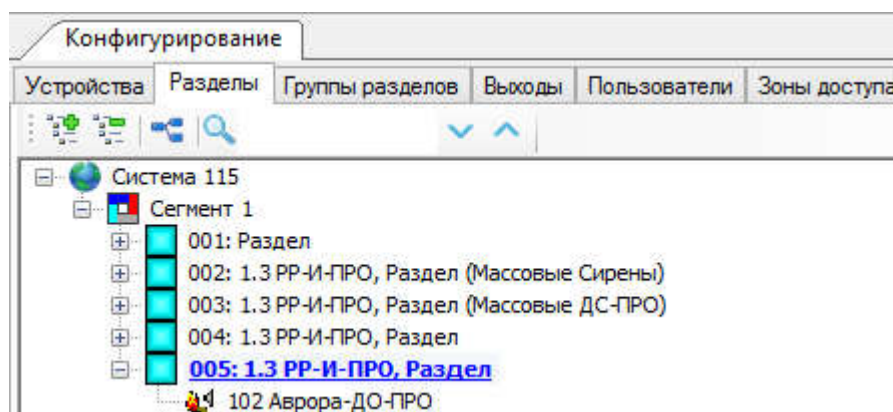 Конфигурирование
Устройства Разделы Группы разделов Выходы Пользователи Зоны доступа
Система 115
Сегмент 1
001: Раздел
002: 1.3 РР-И-ПРО, Раздел (Массовые Сирены)
003: 1.3 РР-И-ПРО, Раздел (Массовые ДС-ПРО)
004: 1.3 РР-И-ПРО, Раздел
005: 1.3 РР-И-ПРО, Раздел
102 Аврора-ДО-ПРО